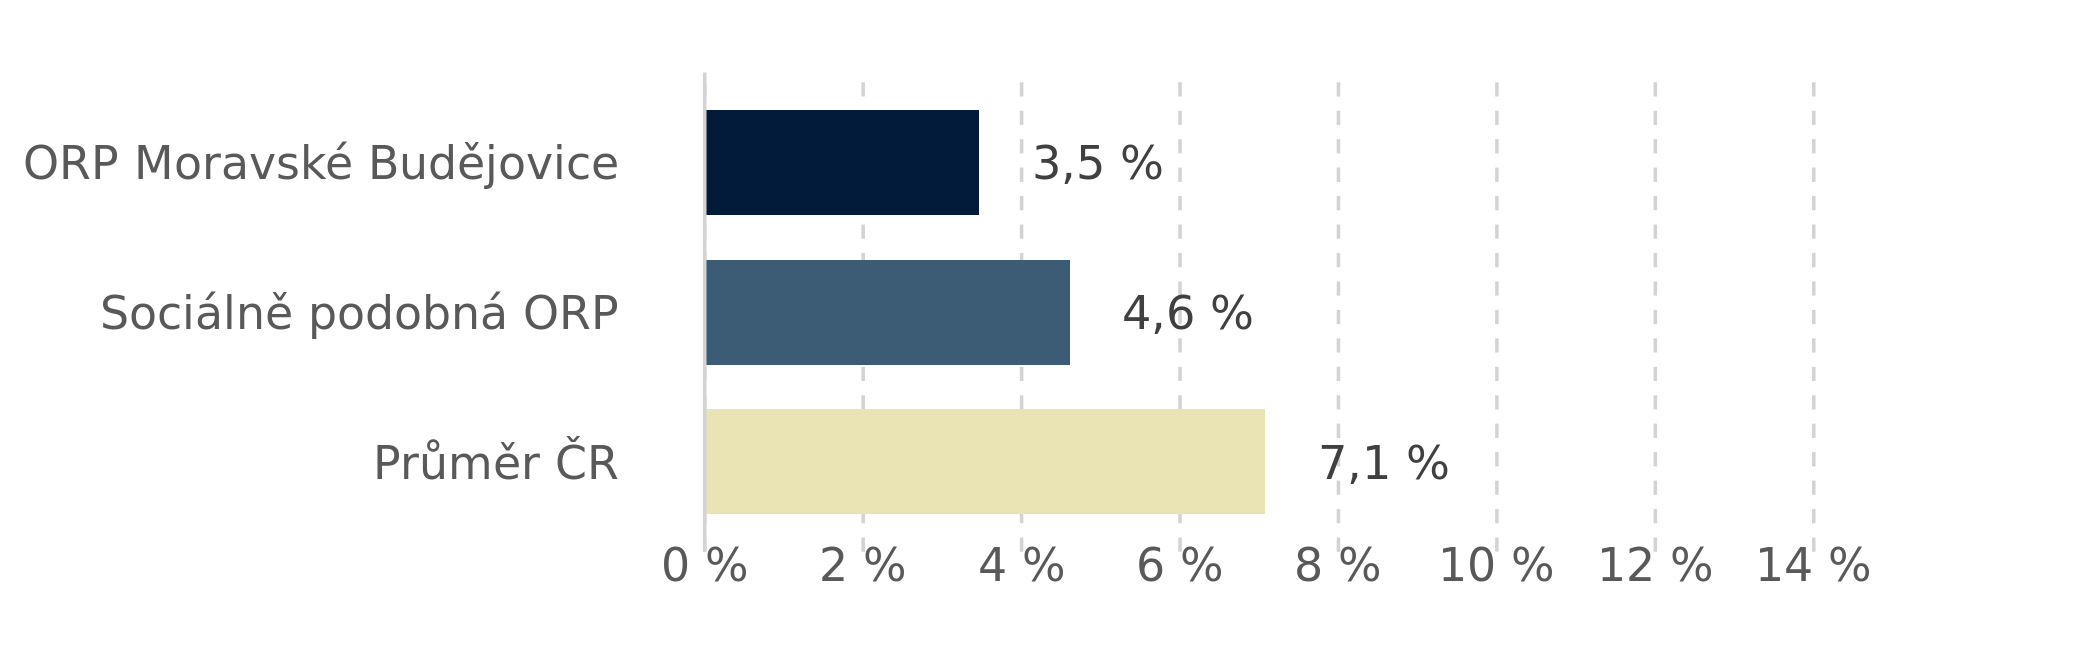 ORP Moravské Budějovice 3,5 %
Sociálně podobná ORP 4,6 %
Průměr ČR 7,1 %
0 % 2 % 4 % 6 % 8 % 10 % 12 % 14 %